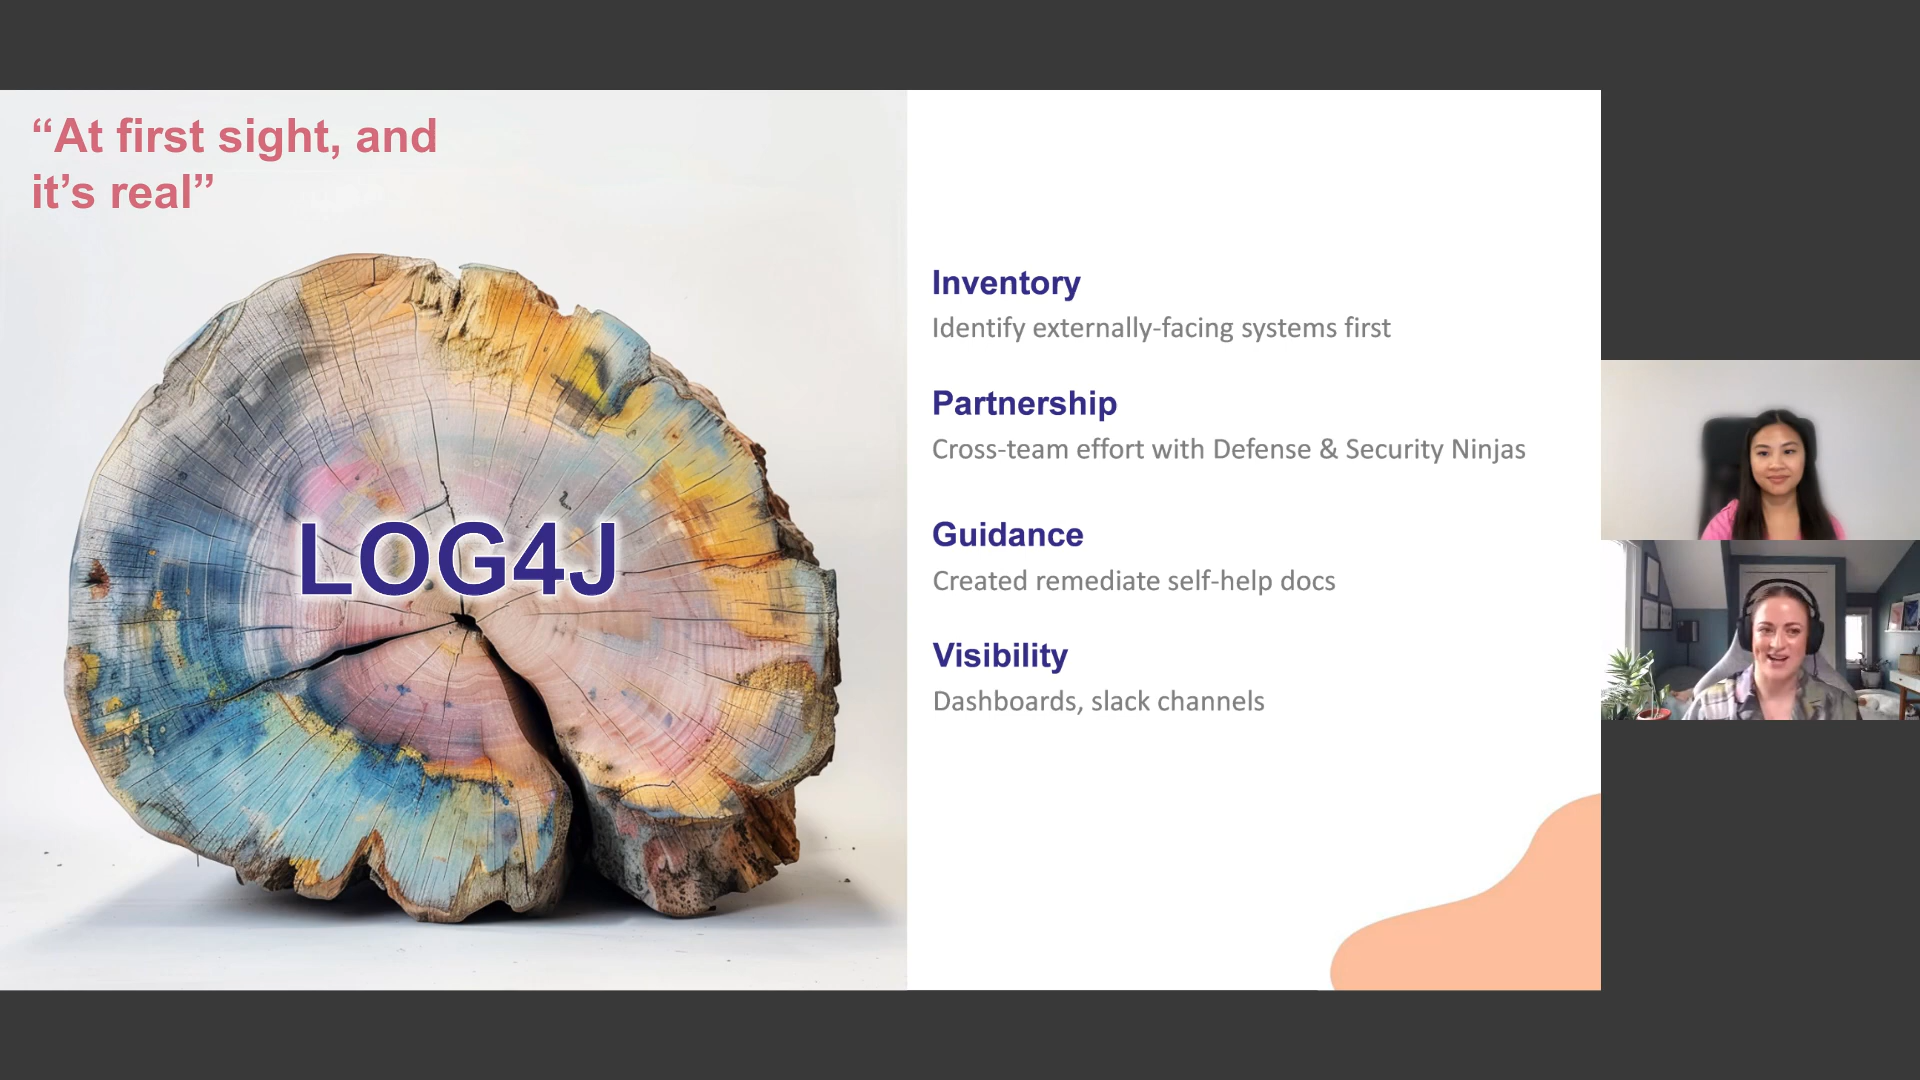 “At first sight, and
it’s real”
LOG4J
Inventory
Identify externally-facing systems first
Partnership
Cross-team effort with Defense & Security Ninjas
Guidance
Created remediate self-help docs
Visibility
Dashboards, slack channels